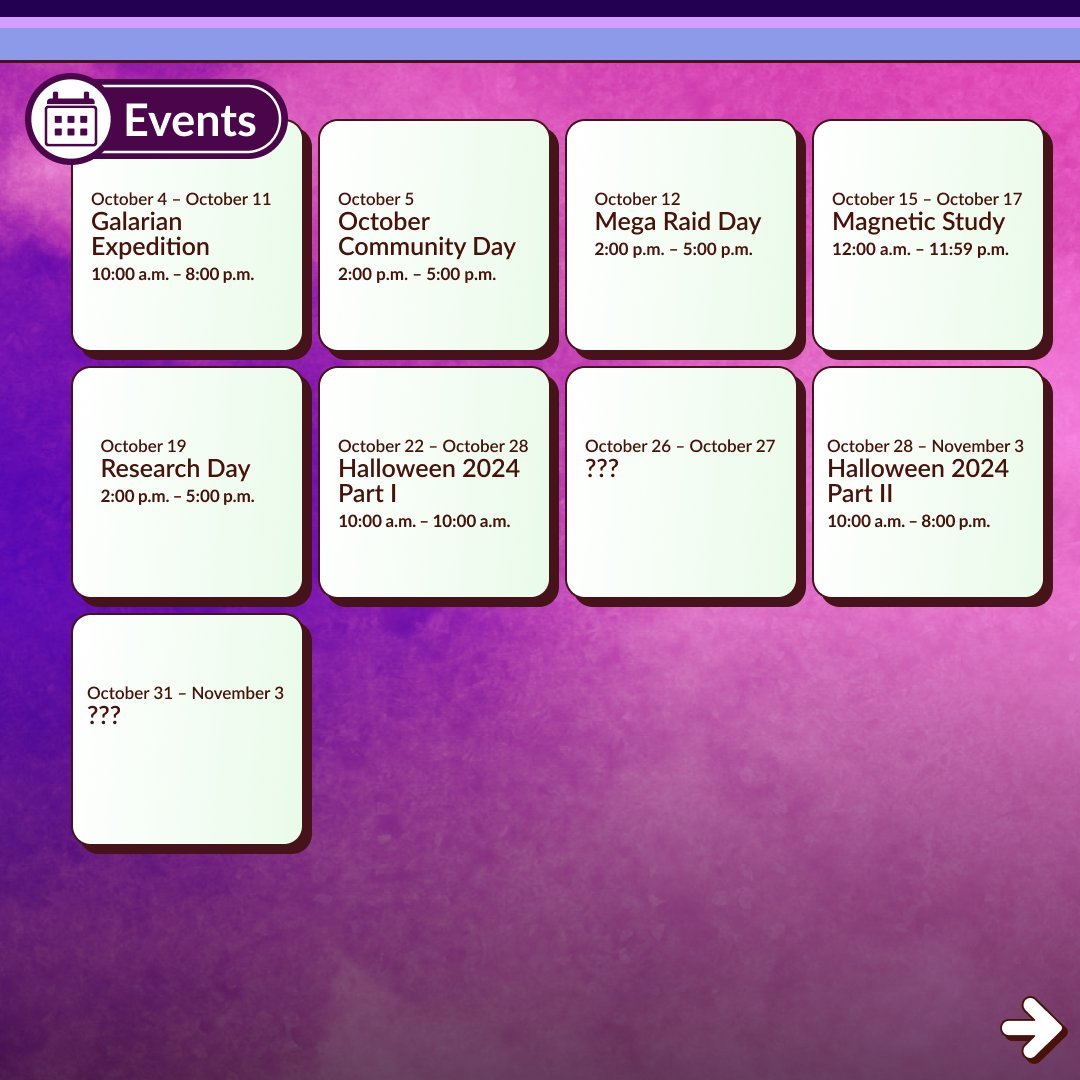 Events
October 4 – October 11
Galarian
Expedition
10:00 a.m. – 8:00 p.m.
October 5
October
Community Day
2:00 p.m. – 5:00 p.m.
October 12
Mega Raid Day
2:00 p.m. – 5:00 p.m.
October 15 – October 17
Magnetic Study
12:00 a.m. – 11:59 p.m.
October 19
Research Day
2:00 p.m. – 5:00 p.m.
October 22 – October 28
Halloween 2024
Part I
10:00 a.m. – 10:00 a.m.
October 26 – October 27
???
October 28 – November 3
Halloween 2024
Part II
10:00 a.m. – 8:00 p.m.
October 31 – November 3
???